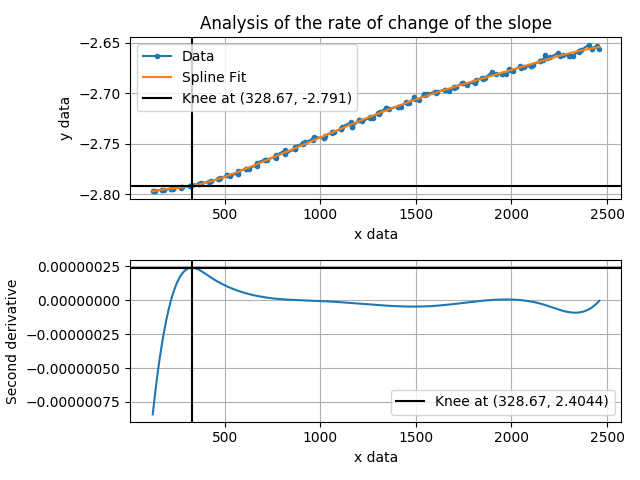 Analysis of the rate of change of the slope
−2.65
−2.70
−2.75
−2.80
y data
Data
Spline Fit
Knee at (328.67, -2.791)
500
1000
1500
2000
2500
x data
0.00000025
0.00000000
−0.00000025
−0.00000050
−0.00000075
Second derivative
Knee at (328.67, 2.4044)
500
1000
1500
2000
2500
x data